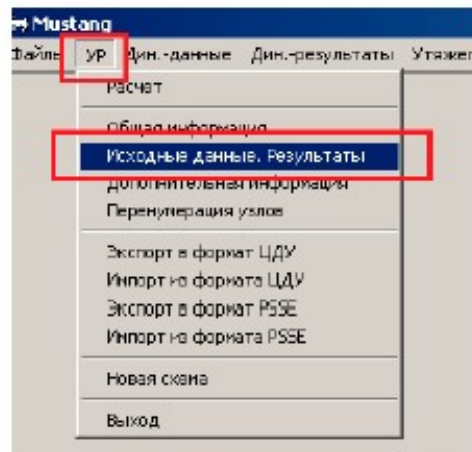 Mustang
Файлы УР Дин.-данные Дин.-результаты Утяжел
Расчет
Общая информация
Исходные данные. Результаты
Дополнительная информация
Перенумерация узлов
Экспорт в формат ЦДУ
Импорт из формата ЦДУ
Экспорт в формат PSSE
Импорт из формата PSSE
Новая схема
Выход